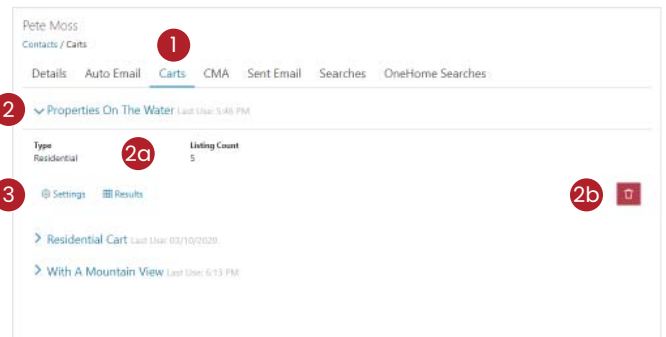 Pete Moss
Contacts / Carts
1
Details Auto Email Carts CMA Sent Email Searches OneHome Searches
2 Properties On The Water Last Use: 5:46 PM
Type 2a Listing Count
Residential 5
3 Settings Results 2b
Residential Cart Last Use: 03/10/2020
With A Mountain View Last Use: 6:13 PM